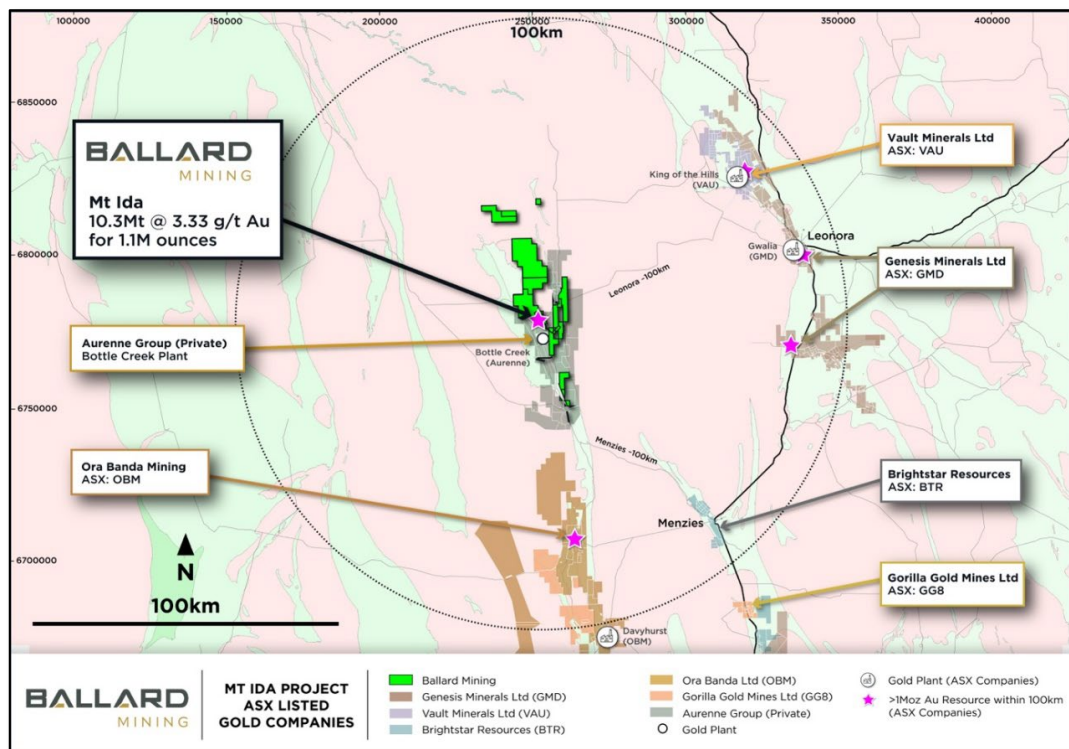 100000
150000
200000
250000
300000
350000
400000
100km
6850000
6800000
6750000
6700000
BALLARD
MINING
Mt Ida
10.3Mt @ 3.33 g/t Au
for 1.1M ounces
Vault Minerals Ltd
ASX: VAU
King of the Hills
(VAU)
Leonora
Gwalia
(GMD)
Genesis Minerals Ltd
ASX: GMD
Leonora ~100km
Aurenne Group (Private)
Bottle Creek Plant
Bottle Creek
(Aurenne)
Menzies ~100km
Ora Banda Mining
ASX: OBM
Brightstar Resources
ASX: BTR
Menzies
N
100km
Gorilla Gold Mines Ltd
ASX: GG8
Davyhurst
(OBM)
BALLARD
MINING
MT IDA PROJECT
ASX LISTED
GOLD COMPANIES
Ballard Mining
Genesis Minerals Ltd (GMD)
Vault Minerals Ltd (VAU)
Brightstar Resources (BTR)
Ora Banda Ltd (OBM)
Gorilla Gold Mines Ltd (GG8)
Aurenne Group (Private)
Gold Plant
Gold Plant (ASX Companies)
>1Moz Au Resource within 100km
(ASX Companies)